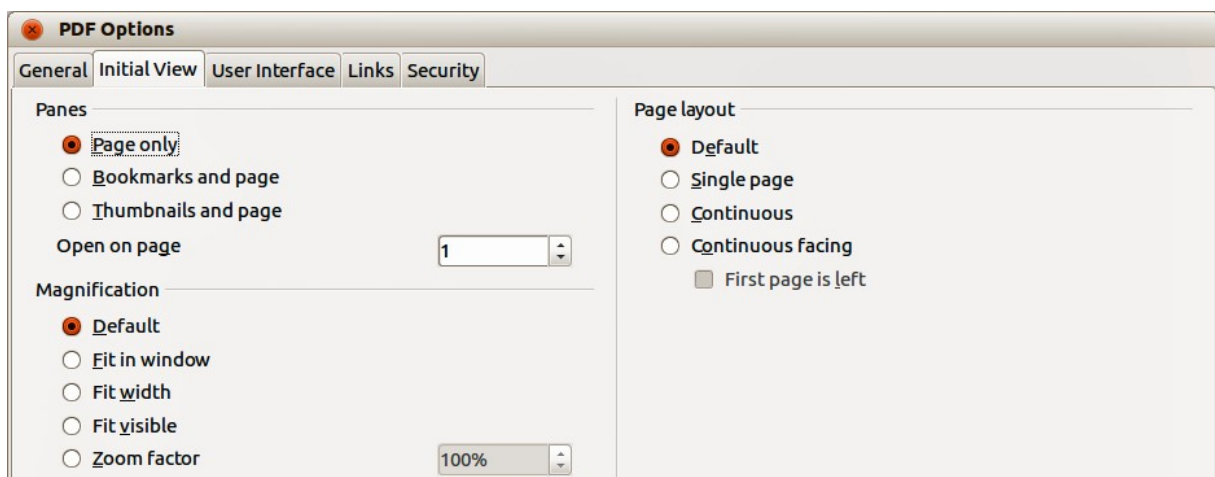 PDF Options
General Initial View User Interface Links Security
Panes
Page only
Bookmarks and page
Thumbnails and page
Open on page 1
Magnification
Default
Fit in window
Fit width
Fit visible
Zoom factor 100%
Page layout
Default
Single page
Continuous
Continuous facing
First page is left